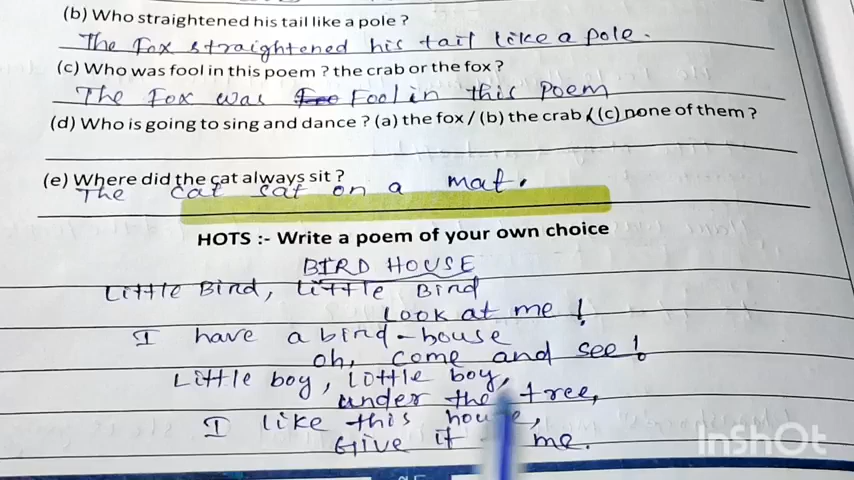 (b) Who straightened his tail like a pole ?
The Fox straightened his tail like a pole.
(c) Who was fool in this poem ? the crab or the fox ?
The Fox was Fool in this Poem
(d) Who is going to sing and dance ? (a) the fox / (b) the crab / (c) none of them ?
(e) Where did the cat always sit ?
The cat sat on a mat.
HOTS :- Write a poem of your own choice
BIRD HOUSE
Little Bird, Little Bird
Look at me !
I have a bird-house
oh, come and see !
Little boy, little boy,
under the tree,
I like this house,
Give it me.
InShOt